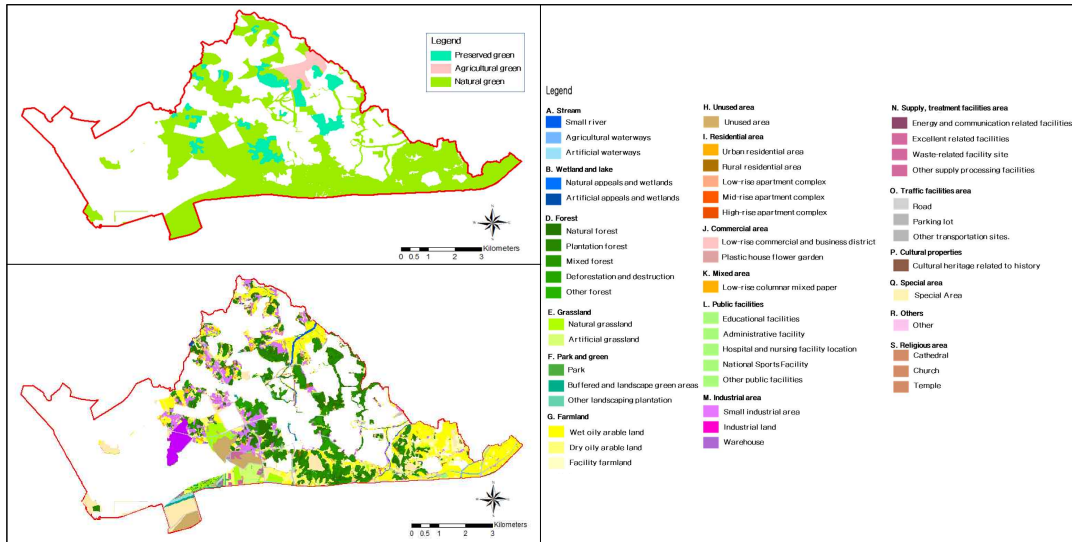 Legend
Preserved green
Agricultural green
Natural green
0 0.5 1 2 3
Kilometers
0 0.5 1 2 3
Kilometers
Legend
A. Stream
Small river
Agricultural waterways
Artificial waterways
B. Wetland and lake
Natural appeals and wetlands
Artificial appeals and wetlands
D. Forest
Natural forest
Plantation forest
Mixed forest
Deforestation and destruction
Other forest
E. Grassland
Natural grassland
Artificial grassland
F. Park and green
Park
Buffered and landscape green areas
Other landscaping plantation
G. Farmland
Wet oily arable land
Dry oily arable land
Facility farmland
H. Unused area
Unused area
I. Residential area
Urban residential area
Rural residential area
Low-rise apartment complex
Mid-rise apartment complex
High-rise apartment complex
J. Commercial area
Low-rise commercial and business district
Plastic house flower garden
K. Mixed area
Low-rise columnar mixed paper
L. Public facilities
Educational facilities
Administrative facility
Hospital and nursing facility location
National Sports Facility
Other public facilities
M. Industrial area
Small industrial area
Industrial land
Warehouse
N. Supply, treatment facilities area
Energy and communication related facilities
Excellent related facilities
Waste-related facility site
Other supply processing facilities
O. Traffic facilities area
Road
Parking lot
Other transportation sites.
P. Cultural properties
Cultural heritage related to history
Q. Special area
Special Area
R. Others
Other
S. Religious area
Cathedral
Church
Temple